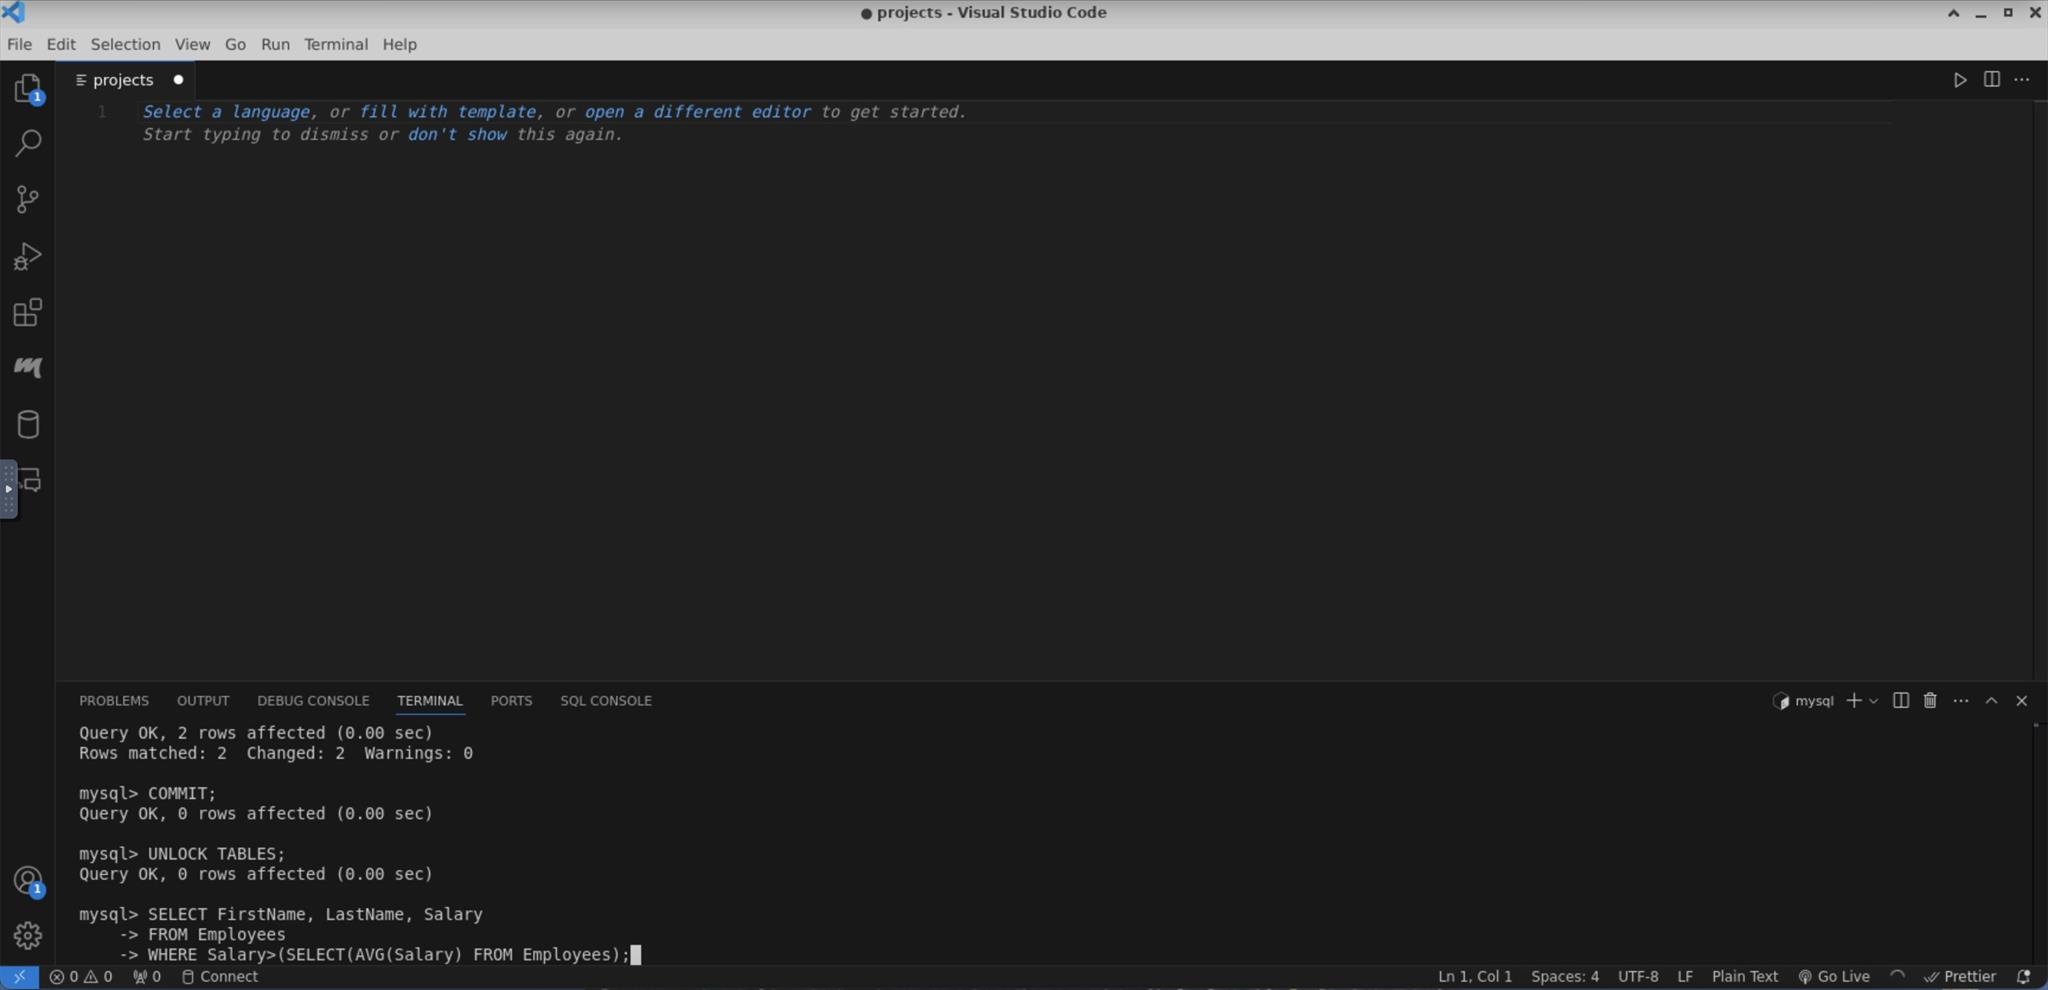 ● projects - Visual Studio Code
File Edit Selection View Go Run Terminal Help
1
projects
1 Select a language, or fill with template, or open a different editor to get started.
Start typing to dismiss or don't show this again.
PROBLEMS OUTPUT DEBUG CONSOLE TERMINAL PORTS SQL CONSOLE
mysql
Query OK, 2 rows affected (0.00 sec)
Rows matched: 2  Changed: 2  Warnings: 0
mysql> COMMIT;
Query OK, 0 rows affected (0.00 sec)
mysql> UNLOCK TABLES;
Query OK, 0 rows affected (0.00 sec)
1
mysql> SELECT FirstName, LastName, Salary
-> FROM Employees
-> WHERE Salary>(SELECT(AVG(Salary) FROM Employees);
0 0 0 Connect Ln 1, Col 1 Spaces: 4 UTF-8 LF Plain Text Go Live Prettier